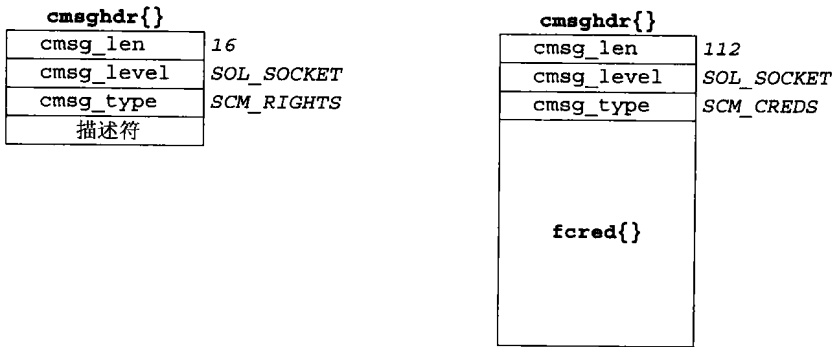 cmsghdr{}
cmsg_len 16
cmsg_level SOL_SOCKET
cmsg_type SCM_RIGHTS
描述符
cmsghdr{}
cmsg_len 112
cmsg_level SOL_SOCKET
cmsg_type SCM_CREDS
fcred{}